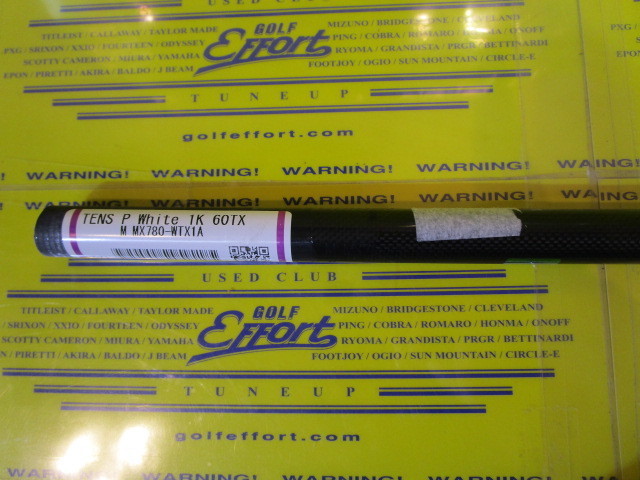 USED CLUB
TITLEIST / CALLAWAY / TAYLOR MADE
PXG / SRIXON / XXIO / FOURTEEN / ODYSSEY
SCOTTY CAMERON / MIURA / YAMAHA
EPON / PIRETTI / AKIRA / BALDO / J BEAM
GOLF
Effort
MIZUNO / BRIDGESTONE / CLEVELAND
PING / COBRA / ROMARO / HONMA / ONOFF
RYOMA / GRANDISTA / PRGR / BETTINARDI
FOOTJOY / OGIO / SUN MOUNTAIN / CIRCLE-E
TUNEUP
golfeffort.com
WARNING! WARNING! WARNING! WARNING! WARNING!
TENS P White 1K 60TX
M MX780-WTX1A
USED CLUB
TITLEIST / CALLAWAY / TAYLOR MADE
/ SRIXON / XXIO / FOURTEEN / ODYSSEY
SCOTTY CAMERON / MIURA / YAMAHA
N / PIRETTI / AKIRA / BALDO / J BEAM
GOLF
Effort
MIZUNO / BRIDGESTONE / CLEVELAND
PING / COBRA / ROMARO / HONMA / ONOFF
RYOMA / GRANDISTA / PRGR / BETTINARDI
FOOTJOY / OGIO / SUN MOUNTAIN / CIRCLE-E
TUNEUP
golfeffort.com
WARNING! WARNING! WARNING! WARNING!